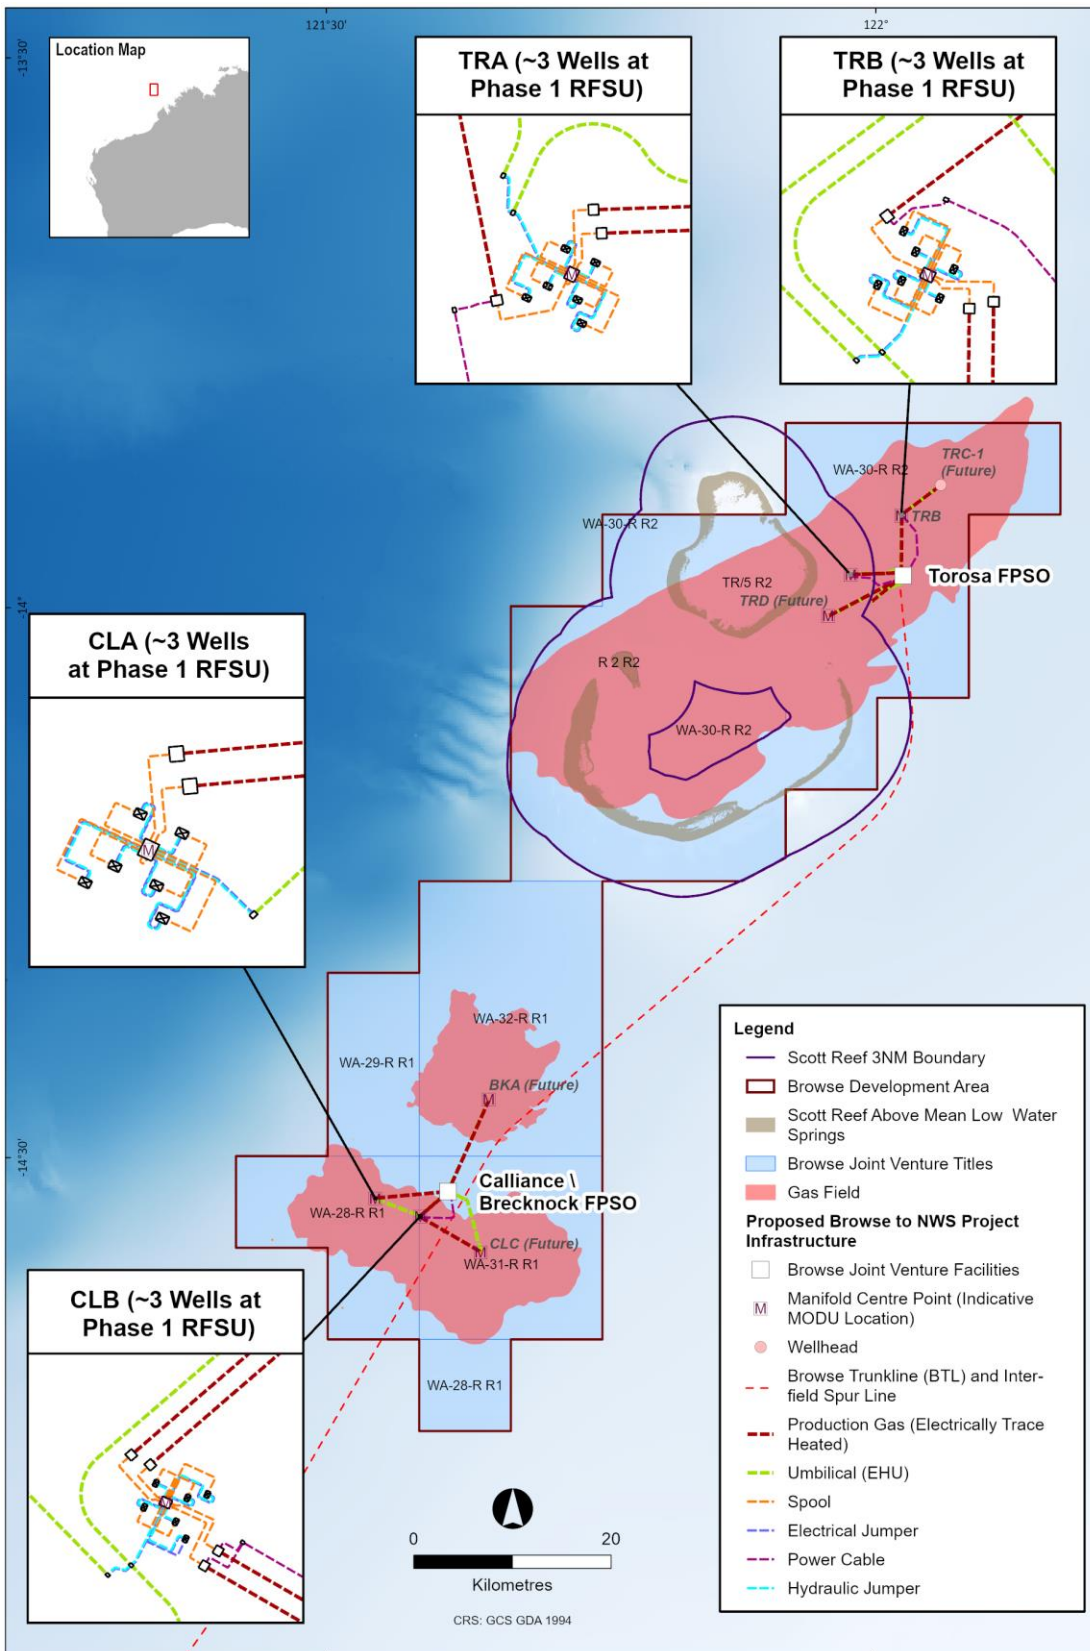 121°30'
122°
-13°30'
Location Map
TRA (~3 Wells at
Phase 1 RFSU)
M
TRB (~3 Wells at
Phase 1 RFSU)
M
TRC-1
(Future)
WA-30-R R2
WA-30-R R2
M
TRB
TR/5 R2
M
Torosa FPSO
TRD (Future)
M
-14°
CLA (~3 Wells
at Phase 1 RFSU)
M
R 2 R2
WA-30-R R2
WA-32-R R1
WA-29-R R1
BKA (Future)
M
-14°30'
Calliance \
Brecknock FPSO
M
WA-28-R R1
CLC (Future)
M
WA-31-R R1
CLB (~3 Wells at
Phase 1 RFSU)
M
WA-28-R R1
Legend
Scott Reef 3NM Boundary
Browse Development Area
Scott Reef Above Mean Low Water
Springs
Browse Joint Venture Titles
Gas Field
Proposed Browse to NWS Project
Infrastructure
Browse Joint Venture Facilities
M
Manifold Centre Point (Indicative
MODU Location)
Wellhead
Browse Trunkline (BTL) and Inter-
field Spur Line
Production Gas (Electrically Trace
Heated)
Umbilical (EHU)
Spool
Electrical Jumper
Power Cable
Hydraulic Jumper
0
20
Kilometres
CRS: GCS GDA 1994